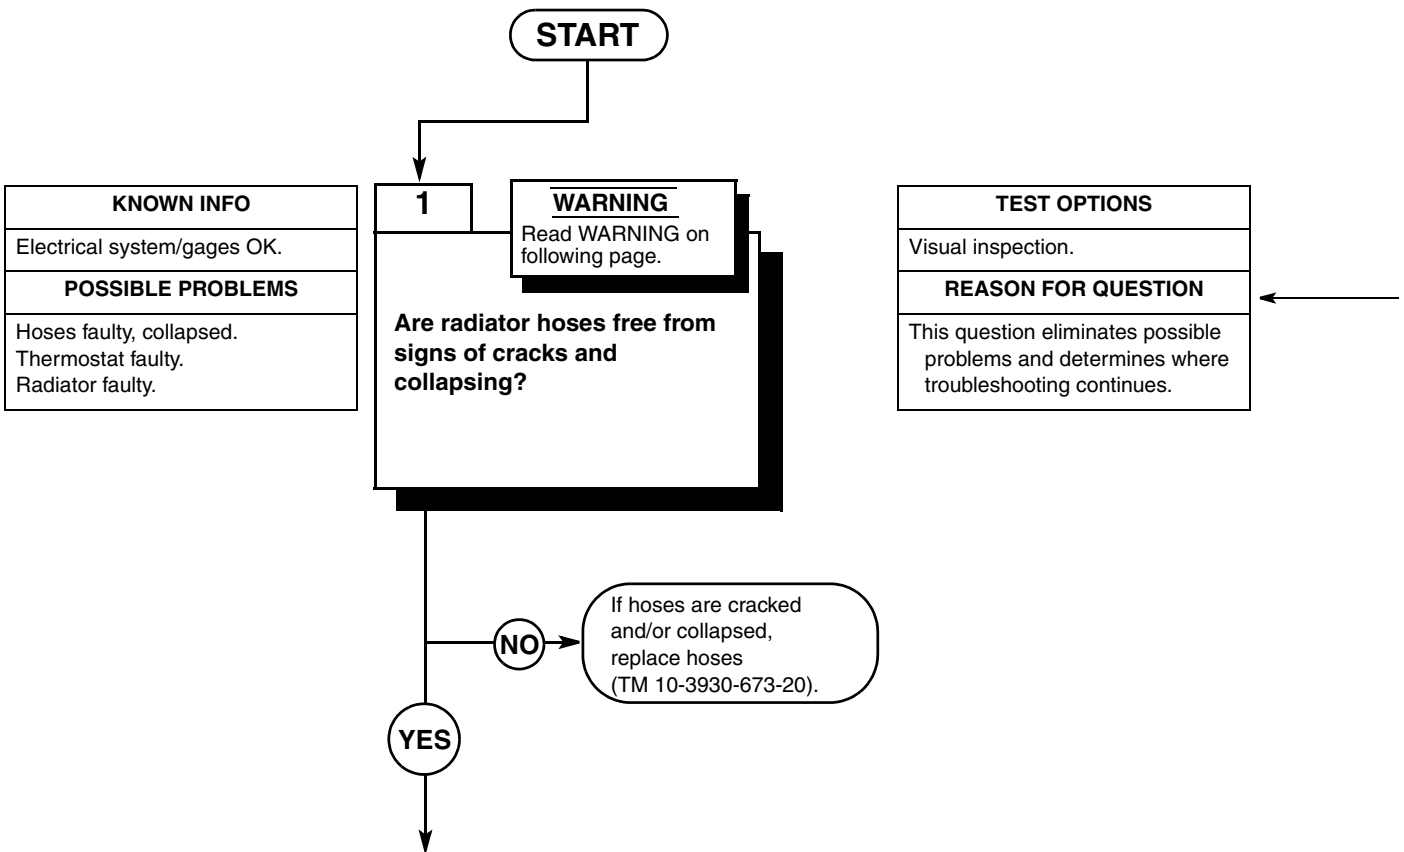 START
KNOWN INFO
Electrical system/gages OK.
POSSIBLE PROBLEMS
Hoses faulty, collapsed.
Thermostat faulty.
Radiator faulty.
1
WARNING
Read WARNING on
following page.
Are radiator hoses free from
signs of cracks and
collapsing?
TEST OPTIONS
Visual inspection.
REASON FOR QUESTION
This question eliminates possible
problems and determines where
troubleshooting continues.
NO
If hoses are cracked
and/or collapsed,
replace hoses
(TM 10-3930-673-20).
YES